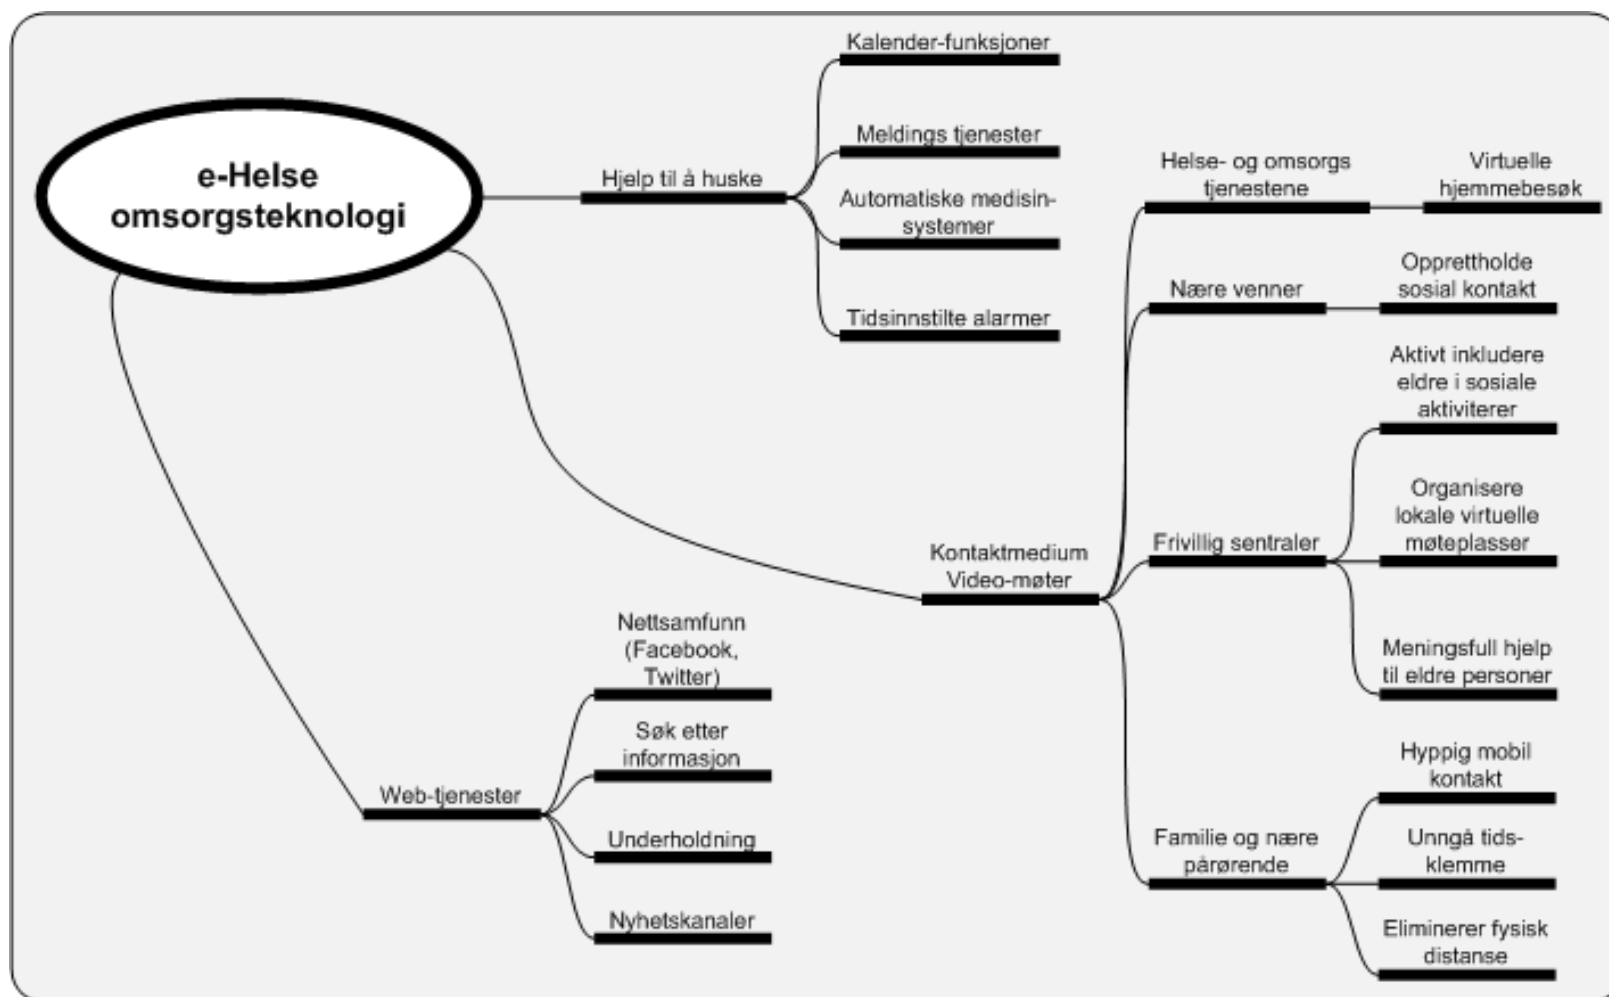 e-Helse
omsorgsteknologi
Hjelp til å huske
Kalender-funksjoner
Meldings tjenester
Automatiske medisin-
systemer
Tidsinnstilte alarmer
Kontaktmedium
Video-møter
Helse- og omsorgs
tjenestene
Virtuelle
hjemmebesøk
Nære venner
Opprettholde
sosial kontakt
Frivillig sentraler
Aktivt inkludere
eldre i sosiale
aktiviterer
Organisere
lokale virtuelle
møteplasser
Meningsfull hjelp
til eldre personer
Familie og nære
pårørende
Hyppig mobil
kontakt
Unngå tids-
klemme
Eliminerer fysisk
distanse
Web-tjenester
Nettsamfunn
(Facebook,
Twitter)
Søk etter
informasjon
Underholdning
Nyhetskanaler